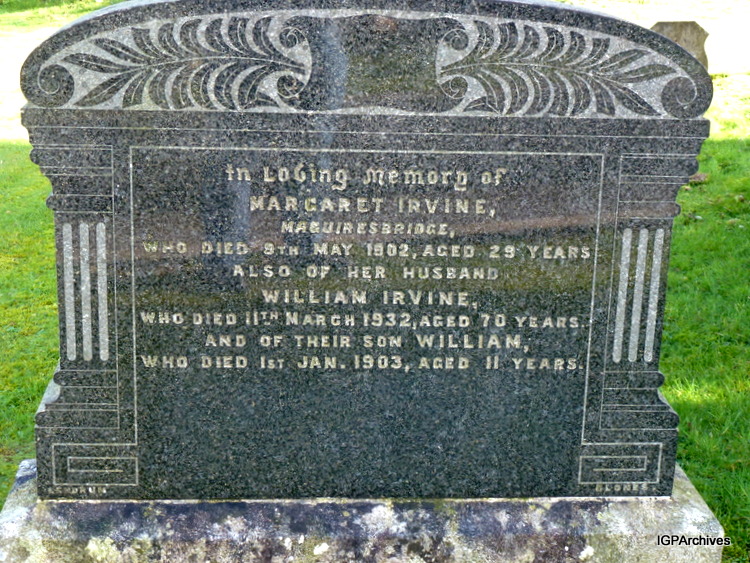 In Loving Memory of
MARGARET IRVINE,
MAGUIRESBRIDGE,
WHO DIED 9TH MAY 1902, AGED 29 YEARS
ALSO OF HER HUSBAND
WILLIAM IRVINE,
WHO DIED 11TH MARCH 1932, AGED 70 YEARS.
AND OF THEIR SON WILLIAM,
WHO DIED 1ST JAN. 1903, AGED 11 YEARS.
IGPArchives